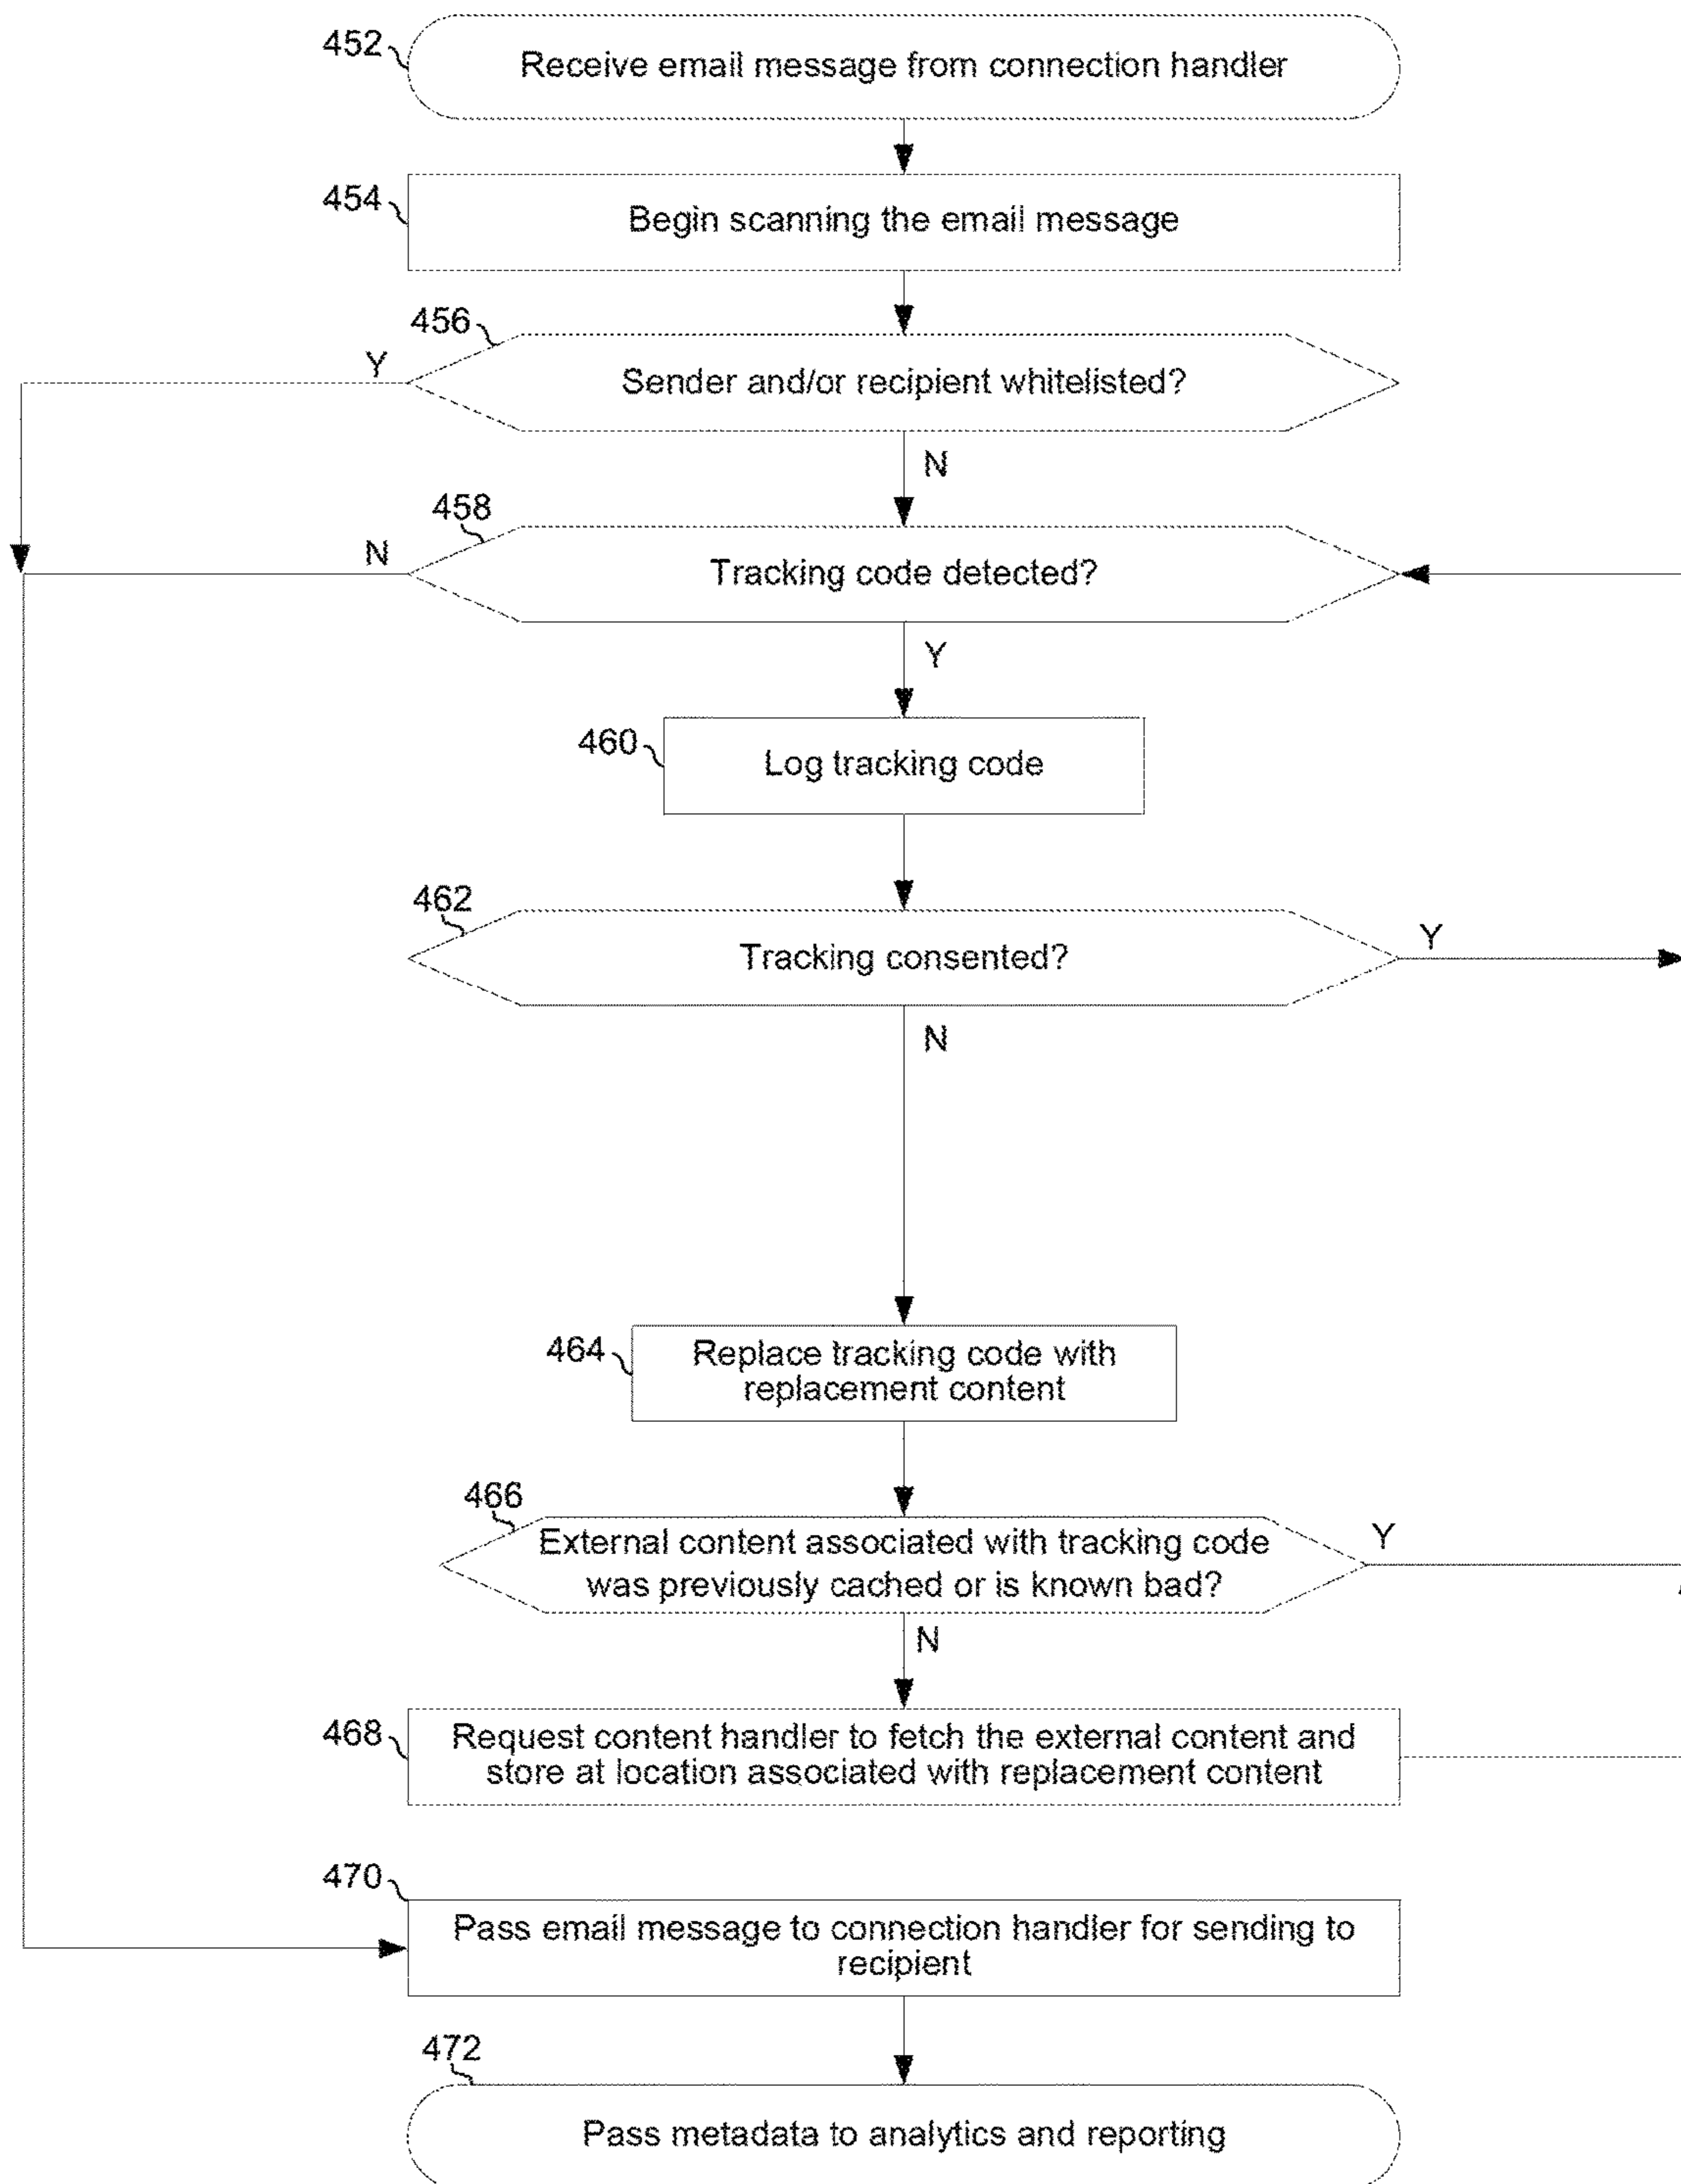 452
Receive email message from connection handler
454
Begin scanning the email message
456
Y
Sender and/or recipient whitelisted?
N
458
N
Tracking code detected?
Y
460
Log tracking code
462
Y
Tracking consented?
N
464
Replace tracking code with
replacement content
466
External content associated with tracking code
was previously cached or is known bad?
Y
N
468
Request content handler to fetch the external content and
store at location associated with replacement content
470
Pass email message to connection handler for sending to
recipient
472
Pass metadata to analytics and reporting